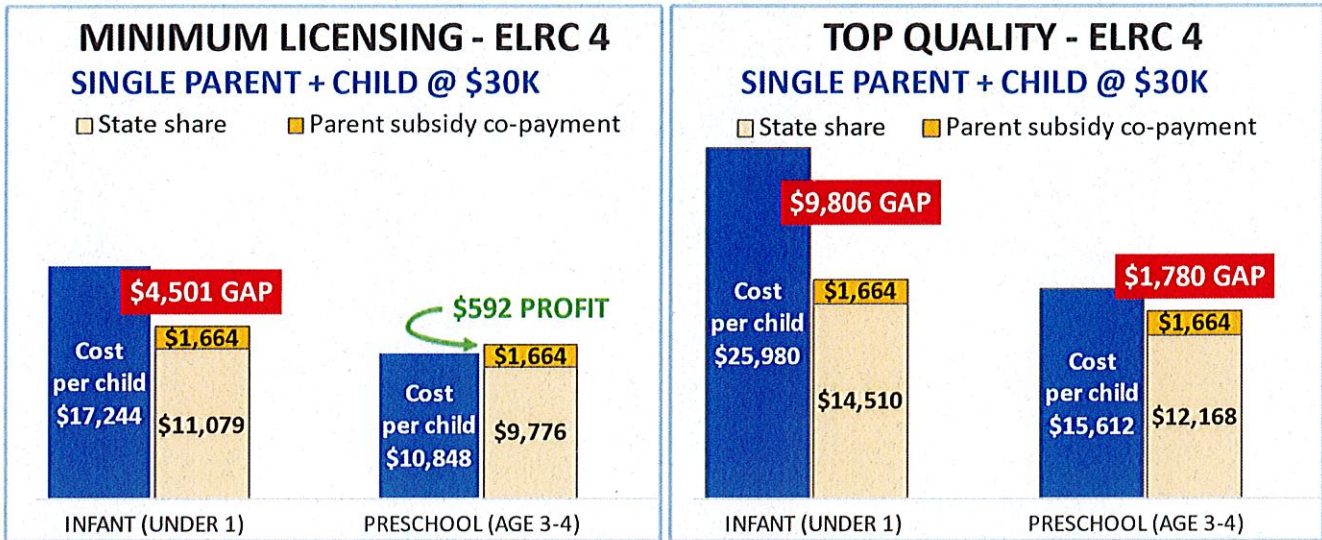 MINIMUM LICENSING - ELRC 4
SINGLE PARENT + CHILD @ $30K
State share
Parent subsidy co-payment
$4,501 GAP
Cost
per child
$17,244
$1,664
$11,079
$592 PROFIT
Cost
per child
$10,848
$1,664
$9,776
INFANT (UNDER 1)
PRESCHOOL (AGE 3-4)
TOP QUALITY - ELRC 4
SINGLE PARENT + CHILD @ $30K
State share
Parent subsidy co-payment
$9,806 GAP
Cost
per child
$25,980
$1,664
$14,510
$1,780 GAP
Cost
per child
$15,612
$1,664
$12,168
INFANT (UNDER 1)
PRESCHOOL (AGE 3-4)